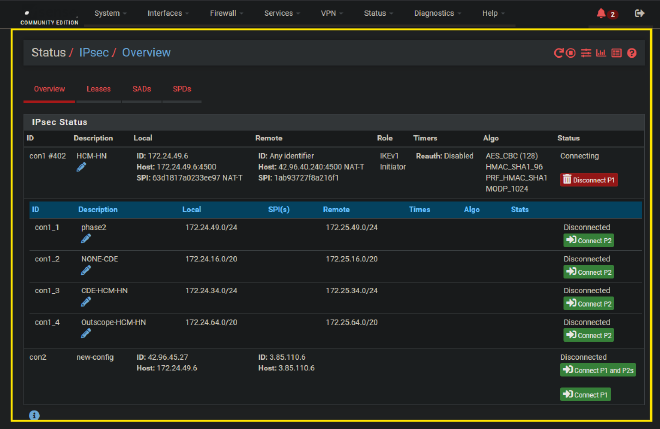 COMMUNITY EDITION
System Interfaces Firewall Services VPN Status Diagnostics Help 2
Status / IPsec / Overview
Overview Leases SADs SPDs
IPsec Status
ID Description Local Remote Role Timers Algo Status
con1 #402 HCM-HN ID: 172.24.49.6 ID: Any identifier IKEv1 Reauth: Disabled AES_CBC (128) Connecting
Host: 172.24.49.6:4500 Host: 42.96.40.240:4500 NAT-T Initiator HMAC_SHA1_96
SPI: 63d1817a0233ee97 NAT-T SPI: 1ab93727f8a216f1 PRF_HMAC_SHA1 Disconnect P1
MODP_1024
ID Description Local SPI(s) Remote Times Algo Stats
con1_1 phase2 172.24.49.0/24 172.25.49.0/24 Disconnected
Connect P2
con1_2 NONE-CDE 172.24.16.0/20 172.25.16.0/20 Disconnected
Connect P2
con1_3 CDE-HCM-HN 172.24.34.0/24 172.25.34.0/24 Disconnected
Connect P2
con1_4 Outscope-HCM-HN 172.24.64.0/20 172.25.64.0/20 Disconnected
Connect P2
con2 new-config ID: 42.96.45.27 ID: 3.85.110.6 Disconnected
Host: 172.24.49.6 Host: 3.85.110.6 Connect P1 and P2s
Connect P1